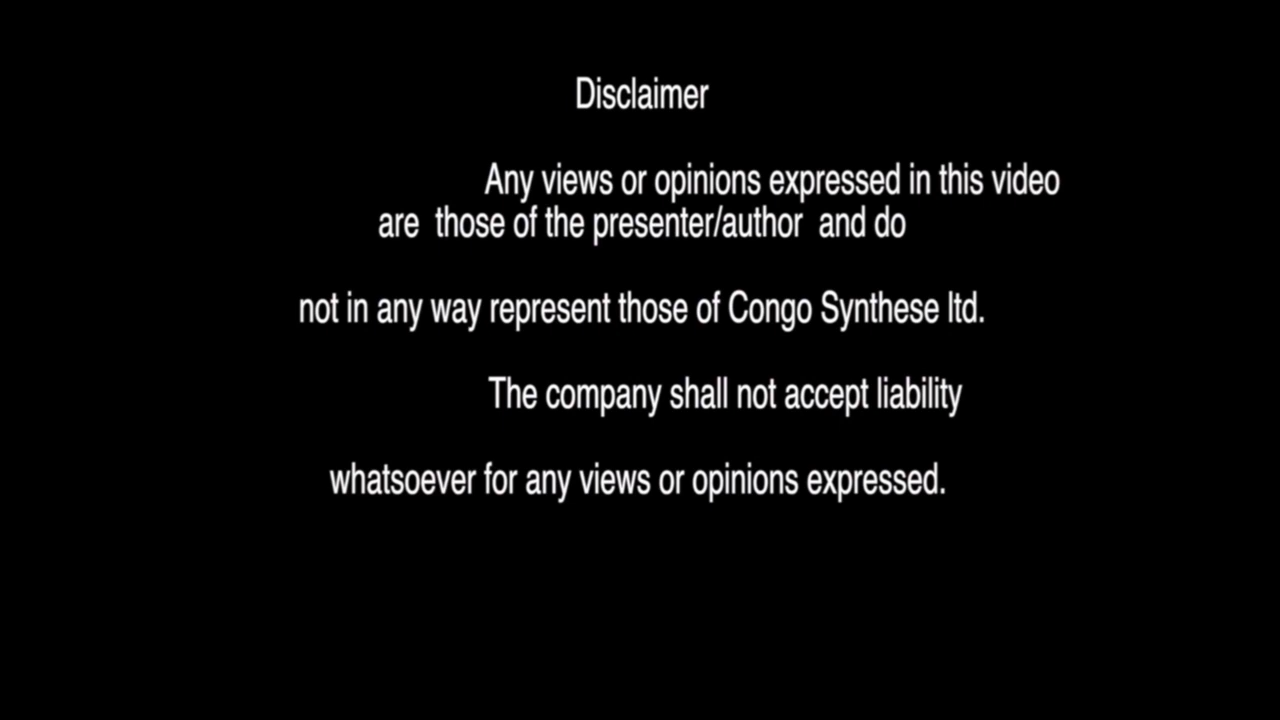 Disclaimer
Any views or opinions expressed in this video
are those of the presenter/author and do
not in any way represent those of Congo Synthese ltd.
The company shall not accept liability
whatsoever for any views or opinions expressed.